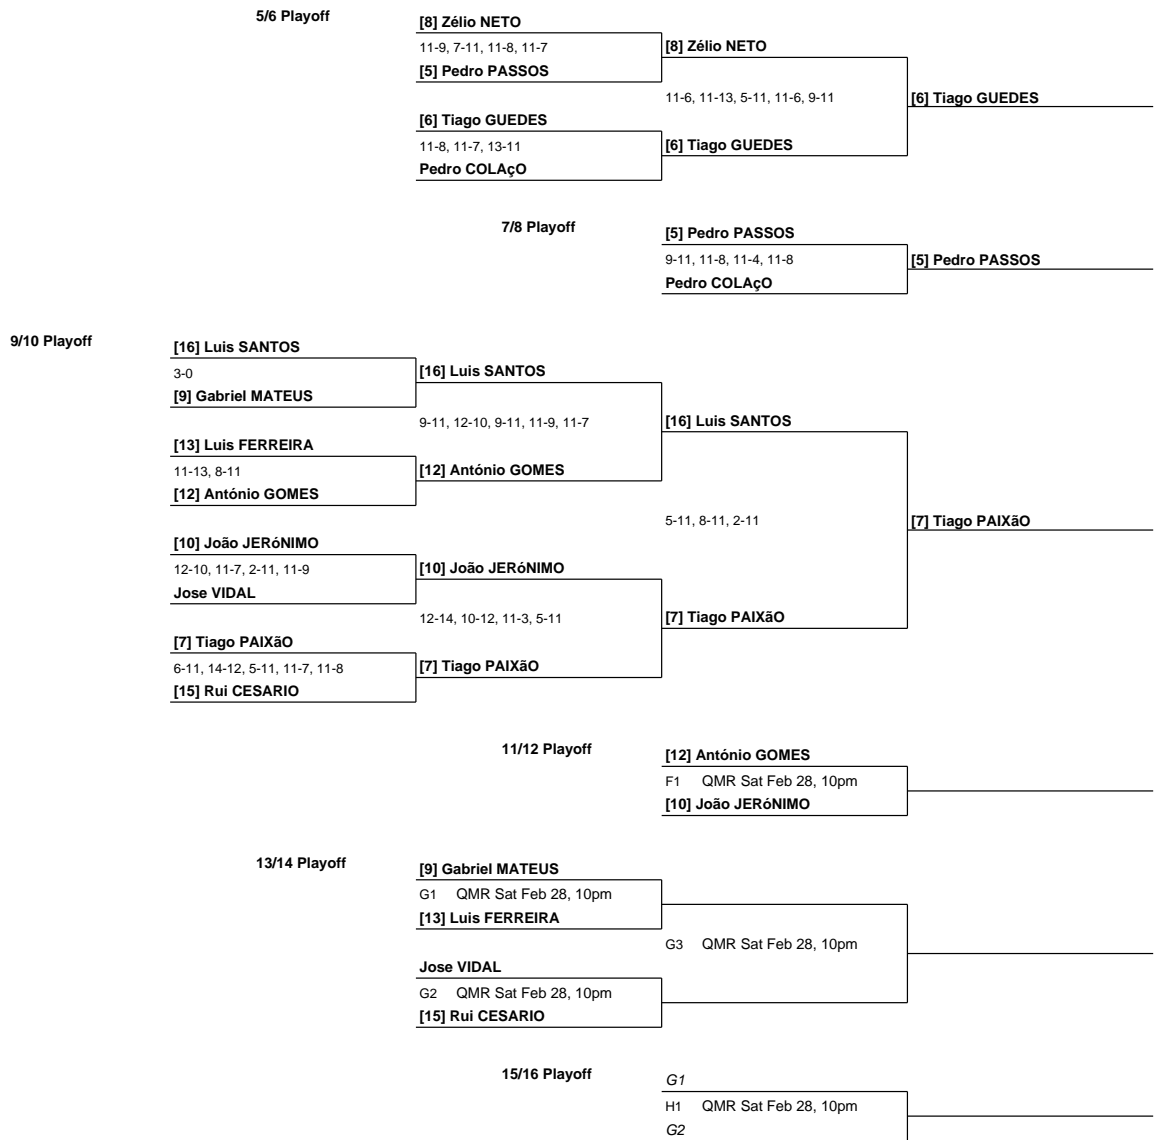 5/6 Playoff
[8] Zélio NETO
11-9, 7-11, 11-8, 11-7
[5] Pedro PASSOS
[8] Zélio NETO
11-6, 11-13, 5-11, 11-6, 9-11
[6] Tiago GUEDES
[6] Tiago GUEDES
11-8, 11-7, 13-11
Pedro COLAçO
[6] Tiago GUEDES
7/8 Playoff
[5] Pedro PASSOS
9-11, 11-8, 11-4, 11-8
Pedro COLAçO
[5] Pedro PASSOS
9/10 Playoff
[16] Luis SANTOS
3-0
[9] Gabriel MATEUS
[16] Luis SANTOS
9-11, 12-10, 9-11, 11-9, 11-7
[16] Luis SANTOS
[13] Luis FERREIRA
11-13, 8-11
[12] António GOMES
[12] António GOMES
5-11, 8-11, 2-11
[7] Tiago PAIXãO
[10] João JERóNIMO
12-10, 11-7, 2-11, 11-9
Jose VIDAL
[10] João JERóNIMO
12-14, 10-12, 11-3, 5-11
[7] Tiago PAIXãO
[7] Tiago PAIXãO
6-11, 14-12, 5-11, 11-7, 11-8
[15] Rui CESARIO
[7] Tiago PAIXãO
11/12 Playoff
[12] António GOMES
F1 QMR Sat Feb 28, 10pm
[10] João JERóNIMO
13/14 Playoff
[9] Gabriel MATEUS
G1 QMR Sat Feb 28, 10pm
[13] Luis FERREIRA
G3 QMR Sat Feb 28, 10pm
Jose VIDAL
G2 QMR Sat Feb 28, 10pm
[15] Rui CESARIO
15/16 Playoff
G1
H1 QMR Sat Feb 28, 10pm
G2